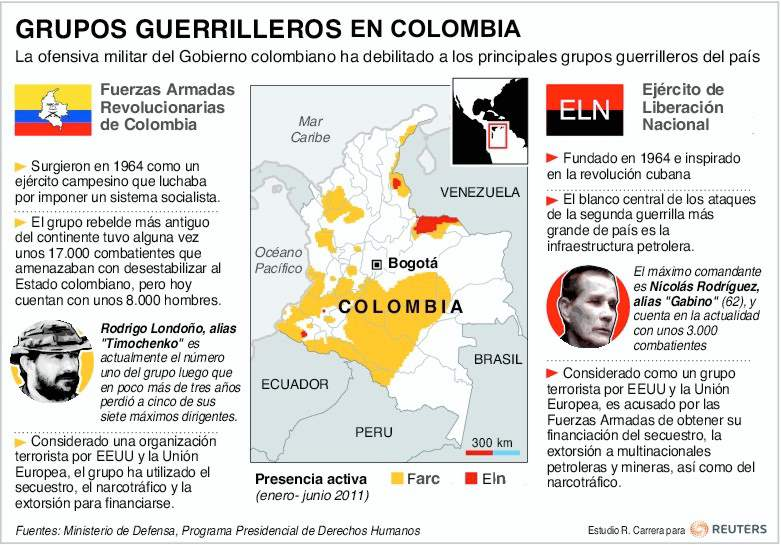 GRUPOS GUERRILLEROS EN COLOMBIA
La ofensiva militar del Gobierno colombiano ha debilitado a los principales grupos guerrilleros del país
Fuerzas Armadas
Revolucionarias
de Colombia
Surgieron en 1964 como un
ejército campesino que luchaba
por imponer un sistema socialista.
El grupo rebelde más antiguo
del continente tuvo alguna vez
unos 17.000 combatientes que
amenazaban con desestabilizar al
Estado colombiano, pero hoy
cuentan con unos 8.000 hombres.
Rodrigo Londoño, alias
"Timochenko" es
actualmente el número
uno del grupo luego que
en poco más de tres años
perdió a cinco de sus
siete máximos dirigentes.
Considerado una organización
terrorista por EEUU y la Unión
Europea, el grupo ha utilizado el
secuestro, el narcotráfico y la
extorsión para financiarse.
Mar
Caribe
VENEZUELA
Océano
Pacífico
Bogotá
COLOMBIA
BRASIL
ECUADOR
PERU
300 km
Presencia activa
(enero- junio 2011)
Farc
Eln
ELN
Ejército de
Liberación
Nacional
Fundado en 1964 e inspirado
en la revolución cubana
El blanco central de los ataques
de la segunda guerrilla más
grande de país es la
infraestructura petrolera.
El máximo comandante
es Nicolás Rodríguez,
alias "Gabino" (62), y
cuenta en la actualidad
con unos 3.000
combatientes
Considerado como un grupo
terrorista por EEUU y la Unión
Europea, es acusado por las
Fuerzas Armadas de obtener su
financiación del secuestro, la
extorsión a multinacionales
petroleras y mineras, así como del
narcotráfico.
Fuentes: Ministerio de Defensa, Programa Presidencial de Derechos Humanos
Estudio R. Carrera para REUTERS